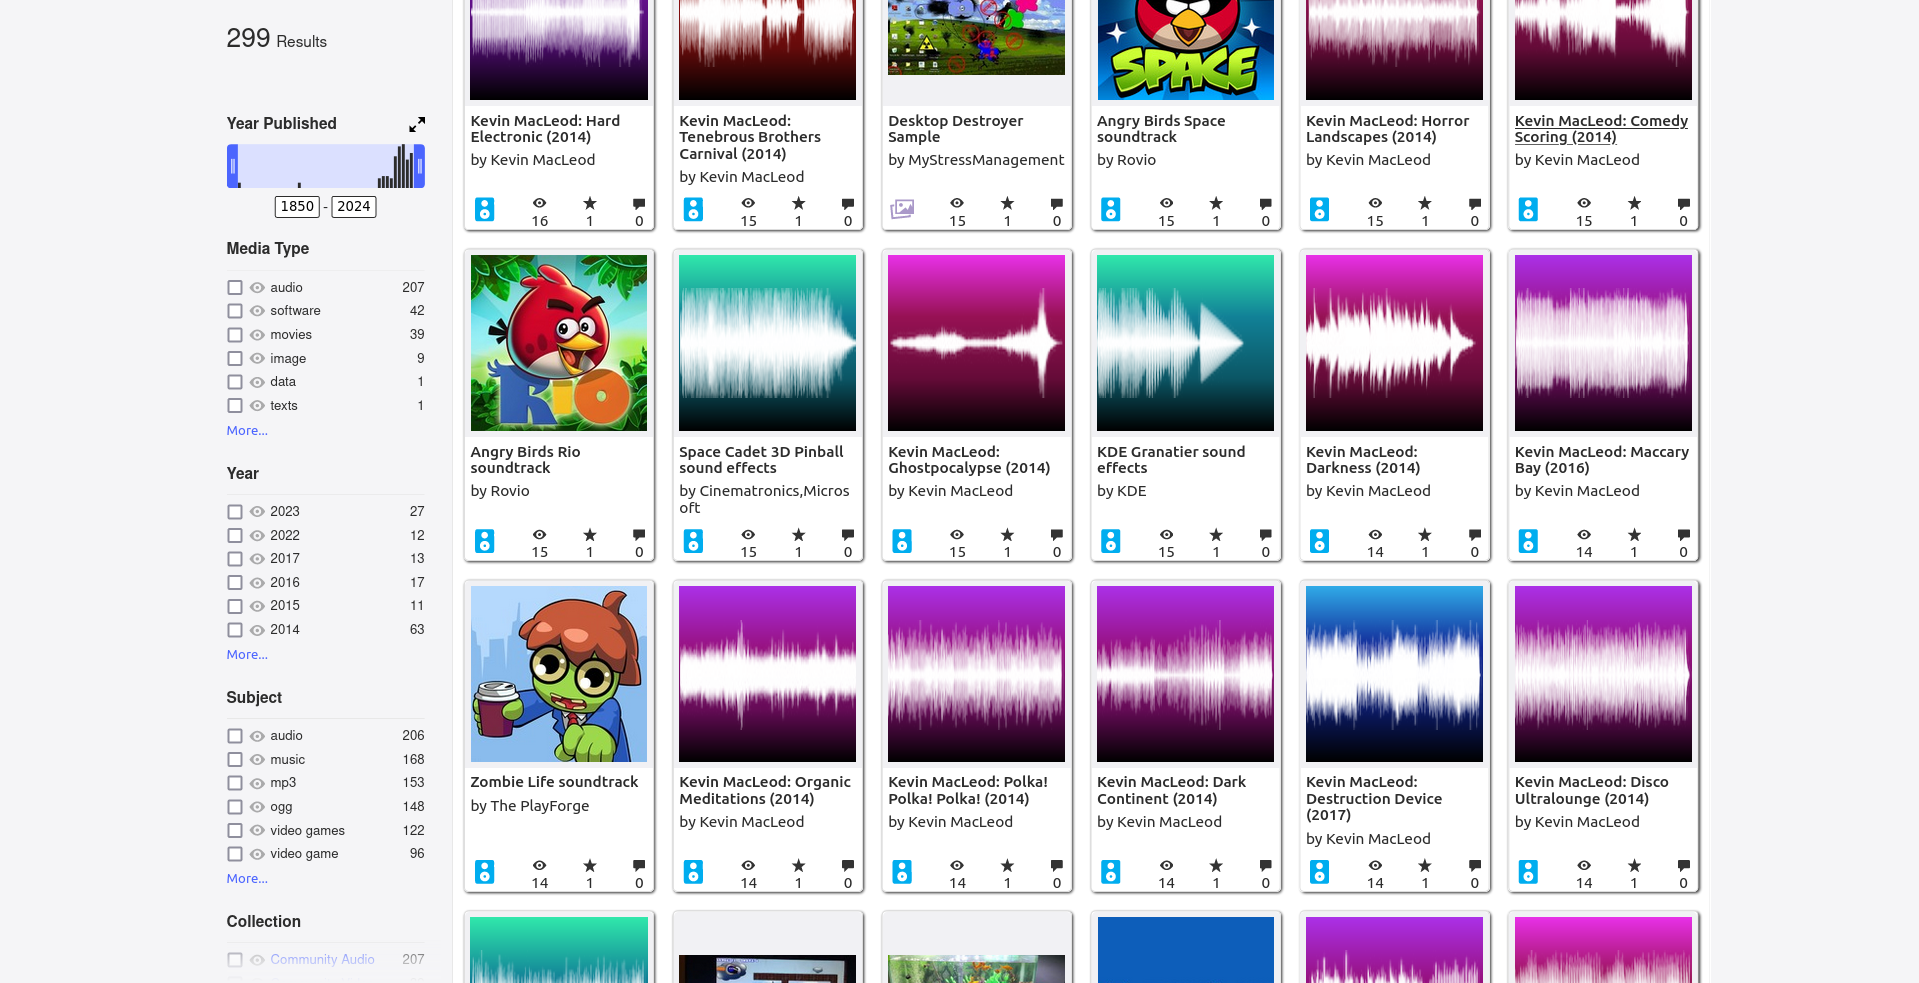 299 Results
Year Published
1850 - 2024
Media Type
audio 207
software 42
movies 39
image 9
data 1
texts 1
More...
Year
2023 27
2022 12
2017 13
2016 17
2015 11
2014 63
More...
Subject
audio 206
music 168
mp3 153
ogg 148
video games 122
video game 96
More...
Collection
Community Audio 207
Kevin MacLeod: Hard
Electronic (2014)
by Kevin MacLeod
16 1 0
Kevin MacLeod:
Tenebrous Brothers
Carnival (2014)
by Kevin MacLeod
15 1 0
Desktop Destroyer
Sample
by MyStressManagement
15 1 0
SPACE
Angry Birds Space
soundtrack
by Rovio
15 1 0
Kevin MacLeod: Horror
Landscapes (2014)
by Kevin MacLeod
15 1 0
Kevin MacLeod: Comedy
Scoring (2014)
by Kevin MacLeod
15 1 0
RIO
Angry Birds Rio
soundtrack
by Rovio
15 1 0
Space Cadet 3D Pinball
sound effects
by Cinematronics,Micros
oft
15 1 0
Kevin MacLeod:
Ghostpocalypse (2014)
by Kevin MacLeod
15 1 0
KDE Granatier sound
effects
by KDE
15 1 0
Kevin MacLeod:
Darkness (2014)
by Kevin MacLeod
14 1 0
Kevin MacLeod: Maccary
Bay (2016)
by Kevin MacLeod
14 1 0
Zombie Life soundtrack
by The PlayForge
14 1 0
Kevin MacLeod: Organic
Meditations (2014)
by Kevin MacLeod
14 1 0
Kevin MacLeod: Polka!
Polka! Polka! (2014)
by Kevin MacLeod
14 1 0
Kevin MacLeod: Dark
Continent (2014)
by Kevin MacLeod
14 1 0
Kevin MacLeod:
Destruction Device
(2017)
by Kevin MacLeod
14 1 0
Kevin MacLeod: Disco
Ultralounge (2014)
by Kevin MacLeod
14 1 0